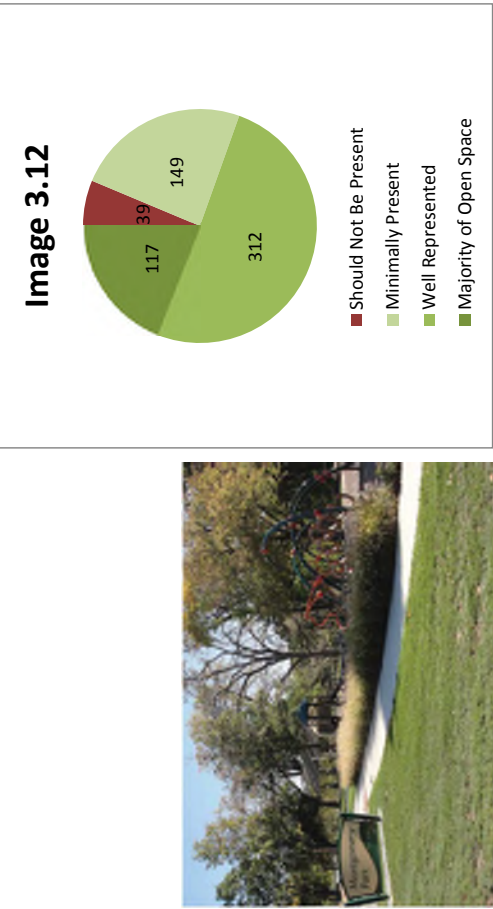 Image 3.12
39
149
312
117
Should Not Be Present
Minimally Present
Well Represented
Majority of Open Space